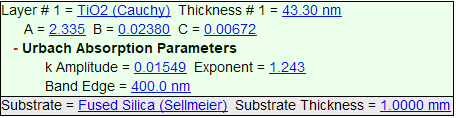 Layer # 1 = TiO2 (Cauchy) Thickness # 1 = 43.30 nm
A = 2.335 B = 0.02380 C = 0.00672
- Urbach Absorption Parameters
k Amplitude = 0.01549 Exponent = 1.243
Band Edge = 400.0 nm
Substrate = Fused Silica (Sellmeier) Substrate Thickness = 1.0000 mm